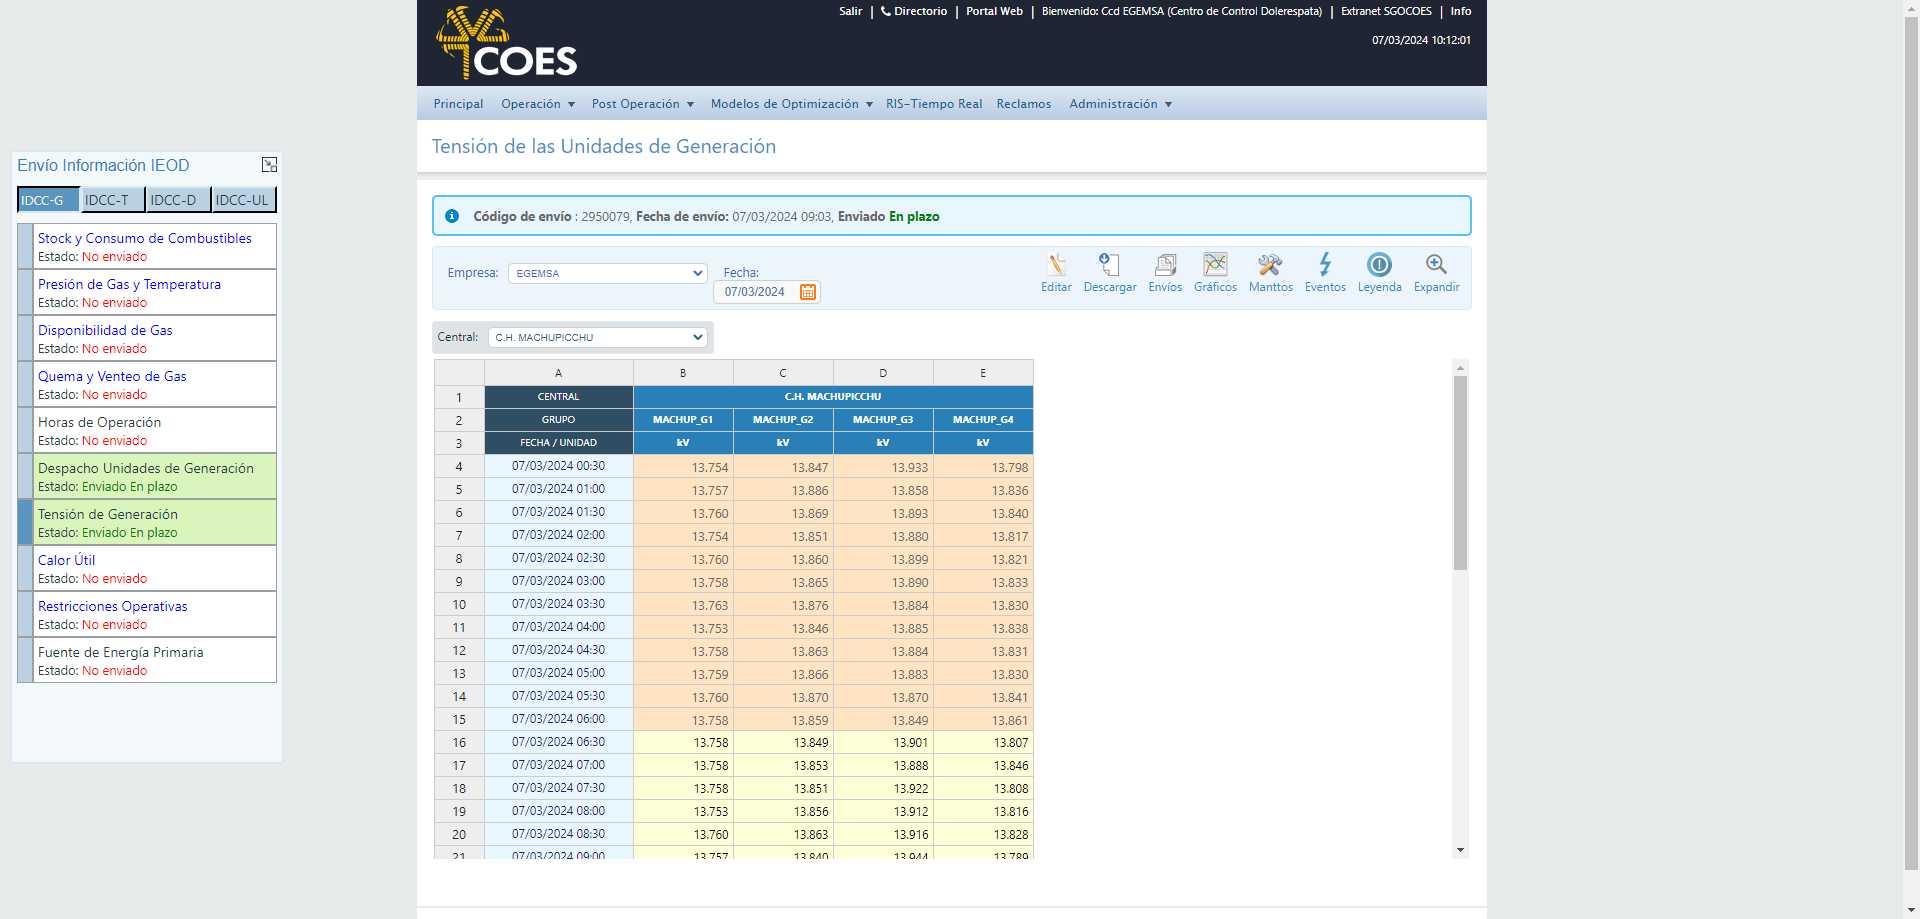 Salir | Directorio | Portal Web | Bienvenido: Ccd EGEMSA (Centro de Control Dolerespata) | Extranet SGOCOES | Info
07/03/2024 10:12:01
COES
Principal Operación Post Operación Modelos de Optimización RIS-Tiempo Real Reclamos Administración
Tensión de las Unidades de Generación
Envío Información IEOD
IDCC-G IDCC-T IDCC-D IDCC-UL
Stock y Consumo de Combustibles
Estado: No enviado
Presión de Gas y Temperatura
Estado: No enviado
Disponibilidad de Gas
Estado: No enviado
Quema y Venteo de Gas
Estado: No enviado
Horas de Operación
Estado: No enviado
Despacho Unidades de Generación
Estado: Enviado En plazo
Tensión de Generación
Estado: Enviado En plazo
Calor Útil
Estado: No enviado
Restricciones Operativas
Estado: No enviado
Fuente de Energía Primaria
Estado: No enviado
Código de envío : 2950079, Fecha de envío: 07/03/2024 09:03, Enviado En plazo
Empresa: EGEMSA Fecha:
07/03/2024
Editar Descargar Envíos Gráficos Manttos Eventos Leyenda Expandir
Central: C.H. MACHUPICCHU
A B C D E
1 CENTRAL C.H. MACHUPICCHU
2 GRUPO MACHUP_G1 MACHUP_G2 MACHUP_G3 MACHUP_G4
3 FECHA / UNIDAD kV kV kV kV
4 07/03/2024 00:30 13.754 13.847 13.933 13.798
5 07/03/2024 01:00 13.757 13.886 13.858 13.836
6 07/03/2024 01:30 13.760 13.869 13.893 13.840
7 07/03/2024 02:00 13.754 13.851 13.880 13.817
8 07/03/2024 02:30 13.760 13.860 13.899 13.821
9 07/03/2024 03:00 13.758 13.865 13.890 13.833
10 07/03/2024 03:30 13.763 13.876 13.884 13.830
11 07/03/2024 04:00 13.753 13.846 13.885 13.838
12 07/03/2024 04:30 13.758 13.863 13.884 13.831
13 07/03/2024 05:00 13.759 13.866 13.883 13.830
14 07/03/2024 05:30 13.760 13.870 13.870 13.841
15 07/03/2024 06:00 13.758 13.859 13.849 13.861
16 07/03/2024 06:30 13.758 13.849 13.901 13.807
17 07/03/2024 07:00 13.758 13.853 13.888 13.846
18 07/03/2024 07:30 13.758 13.851 13.922 13.808
19 07/03/2024 08:00 13.753 13.856 13.912 13.816
20 07/03/2024 08:30 13.760 13.863 13.916 13.828
21 07/03/2024 09:00 13.757 13.840 13.944 13.789